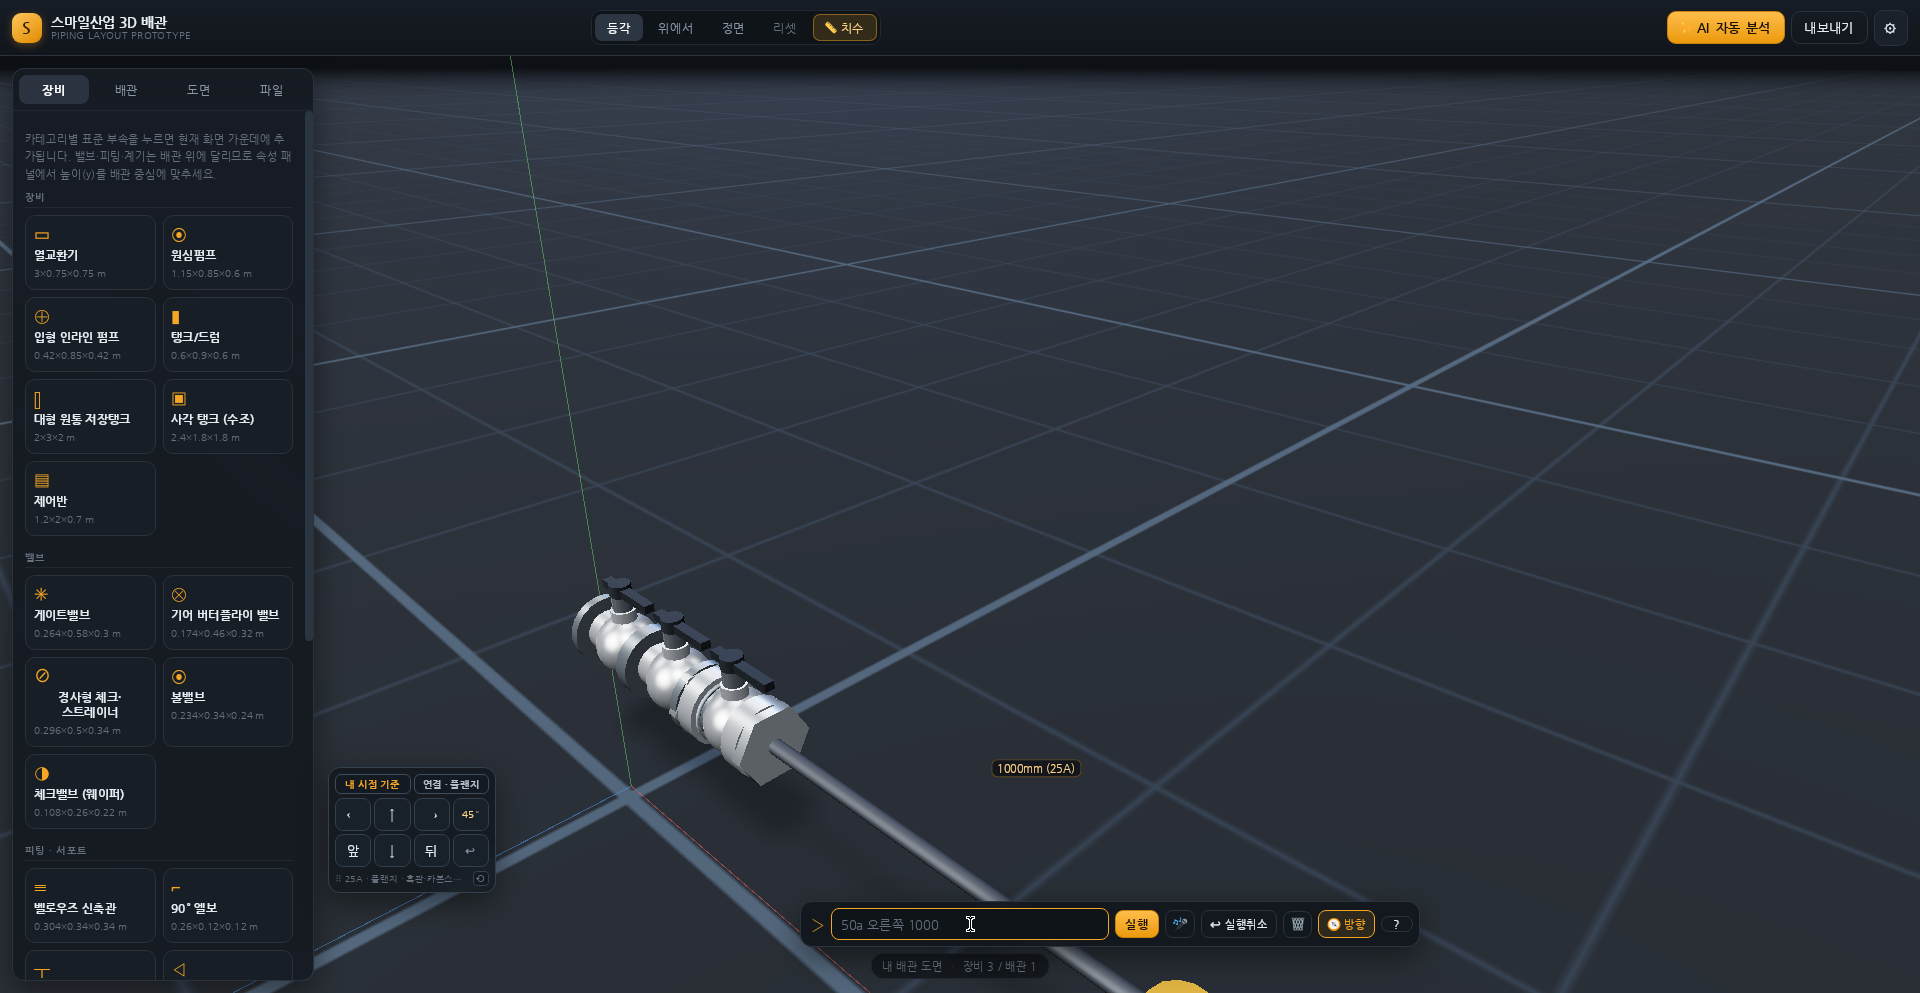 S
스마일산업 3D 배관
PIPING LAYOUT PROTOTYPE
등각
위에서
정면
리셋
📏 치수
✨ AI 자동 분석
내보내기
장비
배관
도면
파일
카테고리별 표준 부속을 누르면 현재 화면 가운데에 추
가됩니다. 밸브·피팅·계기는 배관 위에 달리므로 속성 패
널에서 높이(y)를 배관 중심에 맞추세요.
장비
열교환기
3×0.75×0.75 m
원심펌프
1.15×0.85×0.6 m
입형 인라인 펌프
0.42×0.85×0.42 m
탱크/드럼
0.6×0.9×0.6 m
대형 원통 저장탱크
2×3×2 m
사각 탱크 (수조)
2.4×1.8×1.8 m
제어반
1.2×2×0.7 m
밸브
게이트밸브
0.264×0.58×0.3 m
기어 버터플라이 밸브
0.174×0.46×0.32 m
경사형 체크·
스트레이너
0.296×0.5×0.34 m
볼밸브
0.234×0.34×0.24 m
체크밸브 (웨이퍼)
0.108×0.26×0.22 m
피팅 · 서포트
벨로우즈 신축관
0.304×0.34×0.34 m
90° 엘보
0.26×0.12×0.12 m
1000mm (25A)
내 시점 기준
연결 · 플랜지
← ↑ → 45°
앞 ↓ 뒤 ↩
25A · 플랜지 · 흑관·카본스…
> 50a 오른쪽 1000
실행
↩ 실행취소
🧭 방향
?
내 배관 도면 · 장비 3 / 배관 1